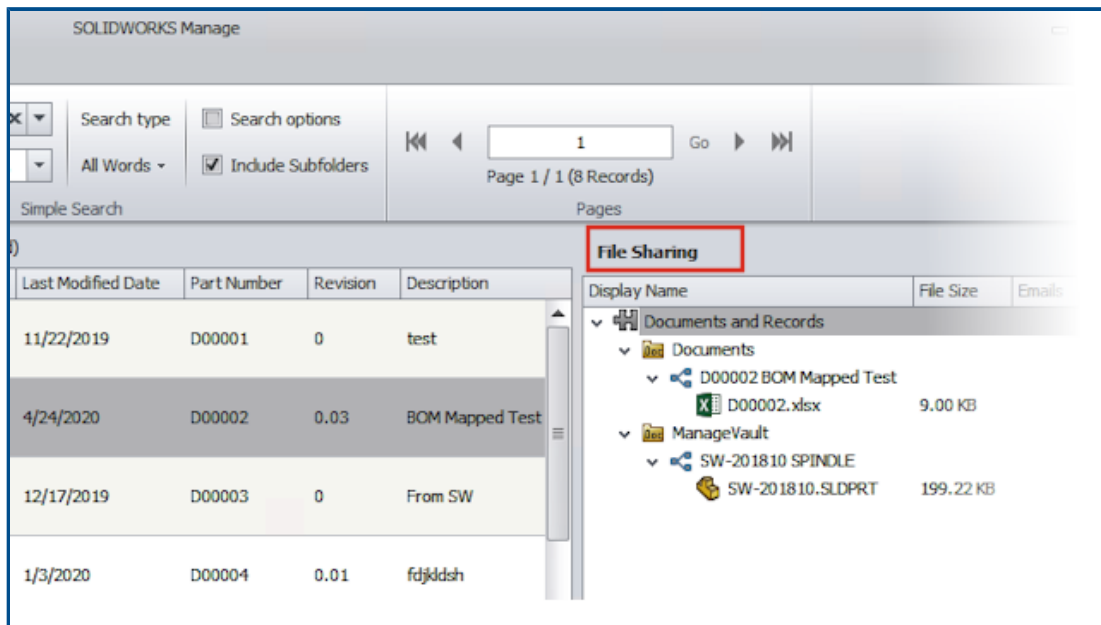 SOLIDWORKS Manage
Search type
Search options
All Words
Include Subfolders
Simple Search
1
Go
Page 1 / 1 (8 Records)
Pages
File Sharing
Last Modified Date Part Number Revision Description
11/22/2019 D00001 0 test
4/24/2020 D00002 0.03 BOM Mapped Test
12/17/2019 D00003 0 From SW
1/3/2020 D00004 0.01 fdjkldsh
Display Name File Size Emails
Documents and Records
Documents
D00002 BOM Mapped Test
D00002.xlsx 9.00 KB
ManageVault
SW-201810 SPINDLE
SW-201810.SLDPRT 199.22 KB